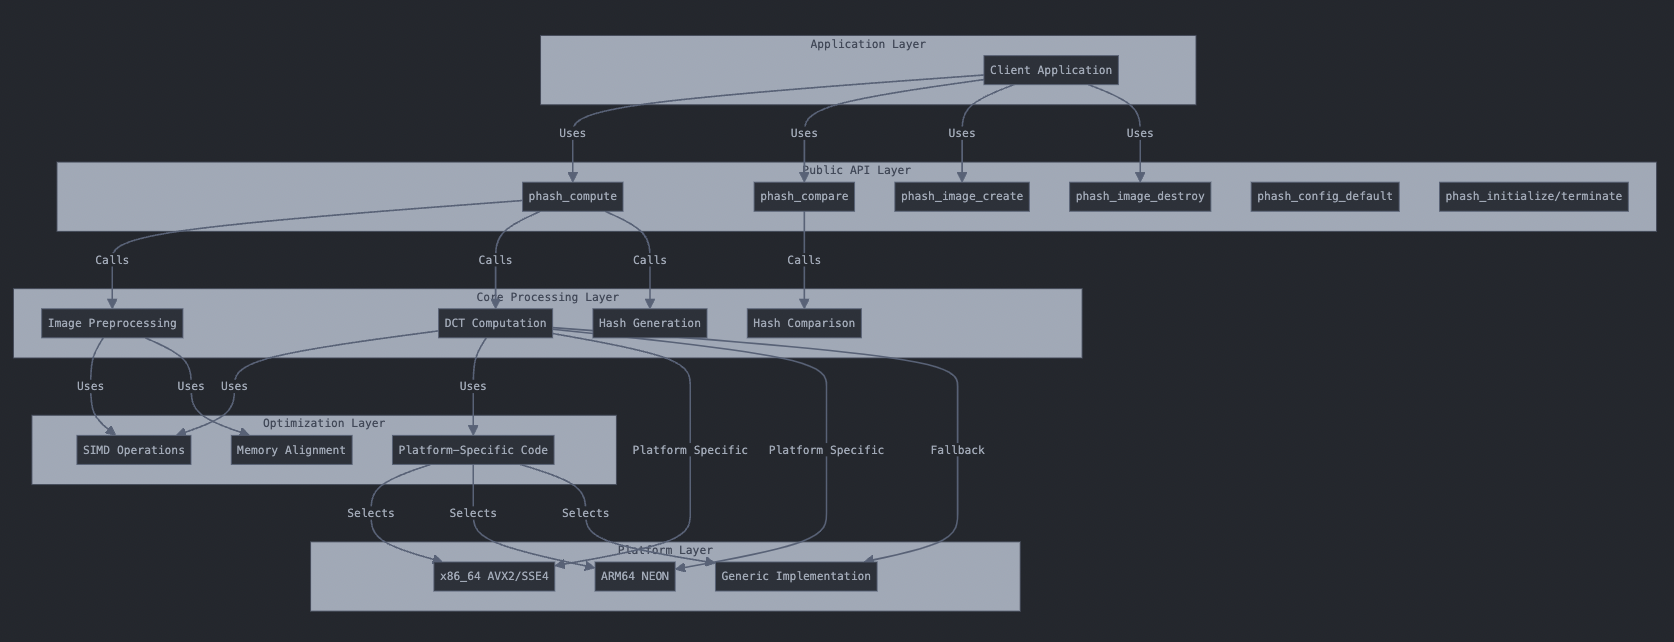 Application Layer
Client Application
Uses Uses Uses Uses
Public API Layer
phash_compute phash_compare phash_image_create phash_image_destroy phash_config_default phash_initialize/terminate
Calls Calls Calls Calls
Core Processing Layer
Image Preprocessing DCT Computation Hash Generation Hash Comparison
Uses Uses Uses Uses
Optimization Layer
SIMD Operations Memory Alignment Platform-Specific Code Platform Specific Platform Specific Fallback
Selects Selects Selects
Platform Layer
x86_64 AVX2/SSE4 ARM64 NEON Generic Implementation